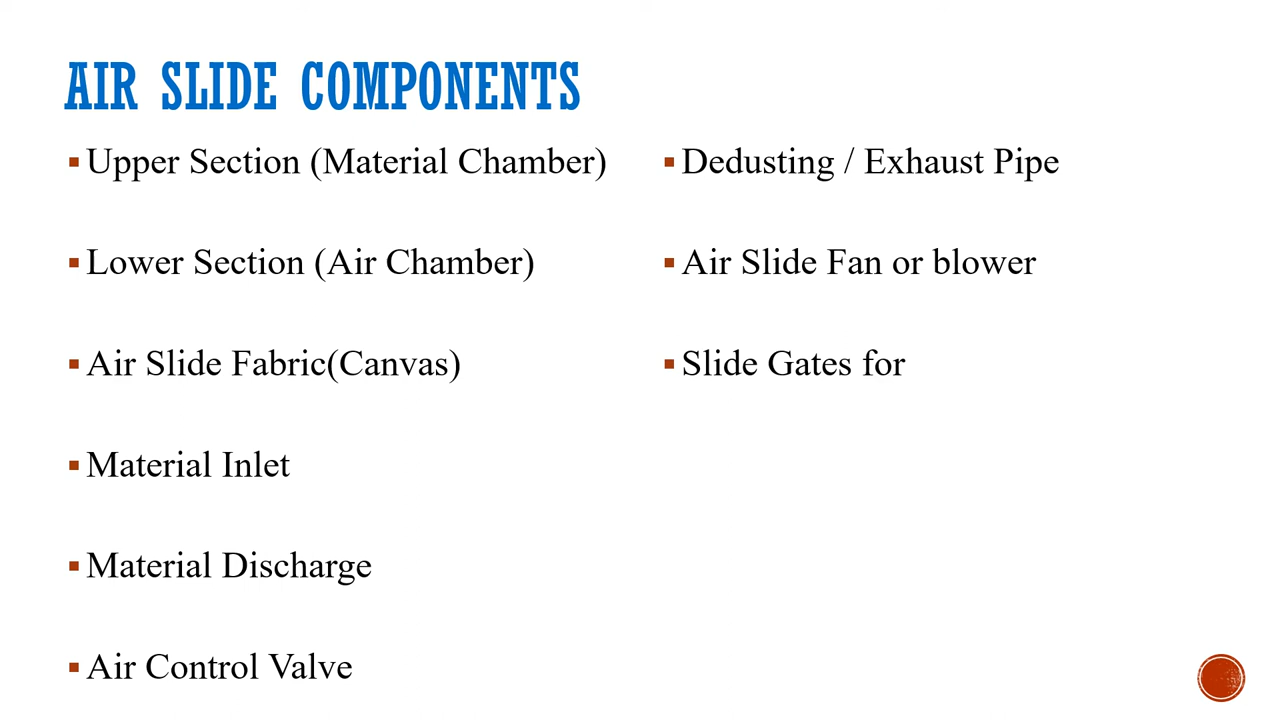 AIR SLIDE COMPONENTS
Upper Section (Material Chamber)
Lower Section (Air Chamber)
Air Slide Fabric(Canvas)
Material Inlet
Material Discharge
Air Control Valve
Dedusting / Exhaust Pipe
Air Slide Fan or blower
Slide Gates for